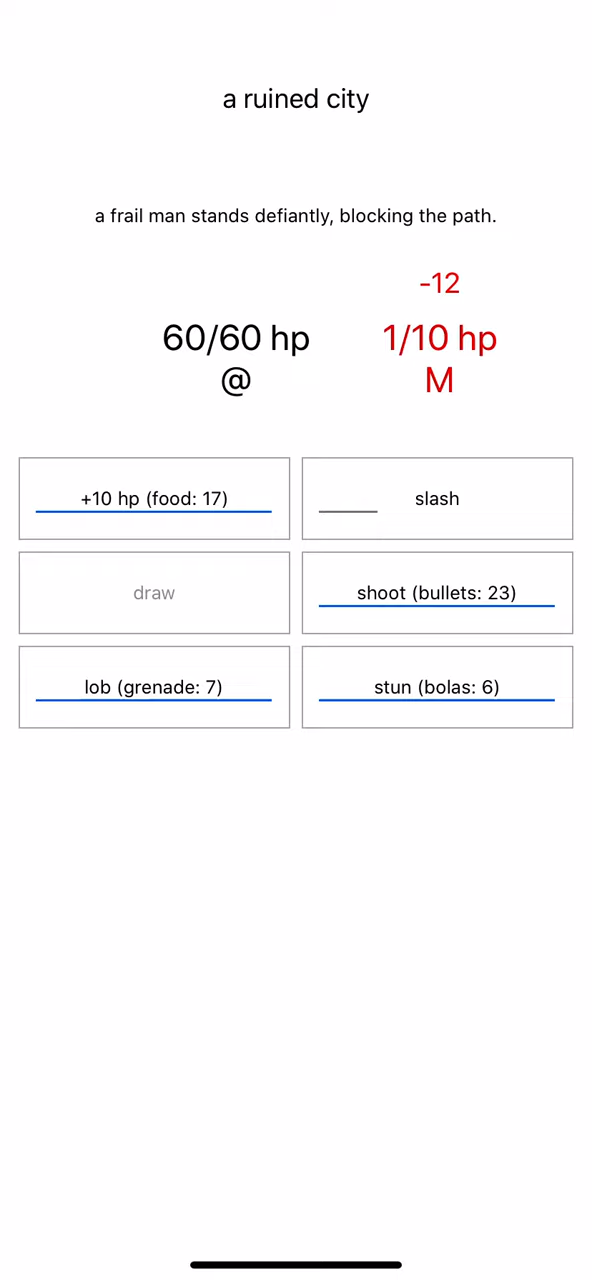 a ruined city
a frail man stands defiantly, blocking the path.
-12
60/60 hp 1/10 hp
@ M
+10 hp (food: 17) slash
draw shoot (bullets: 23)
lob (grenade: 7) stun (bolas: 6)